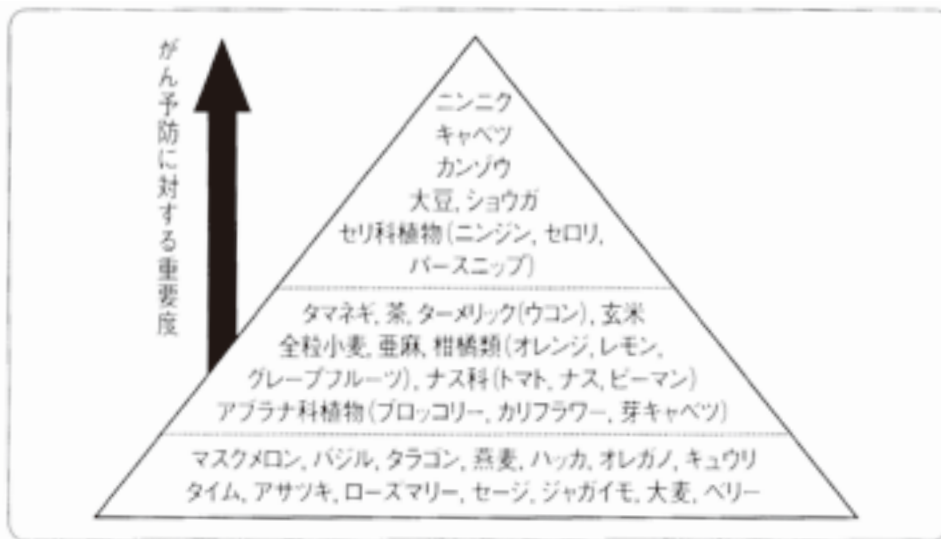 がん予防に対する重要度
ニンニク
キャベツ
カンゾウ
大豆, ショウガ
セリ科植物(ニンジン, セロリ,
パースニップ)
タマネギ, 茶, ターメリック(ウコン), 玄米
全粒小麦, 亜麻, 柑橘類(オレンジ, レモン,
グレープフルーツ), ナス科(トマト, ナス, ピーマン)
アブラナ科植物(ブロッコリー, カリフラワー, 芽キャベツ)
マスクメロン, バジル, タラゴン, 燕麦, ハッカ, オレガノ, キュウリ
タイム, アサツキ, ローズマリー, セージ, ジャガイモ, 大麦, ベリー